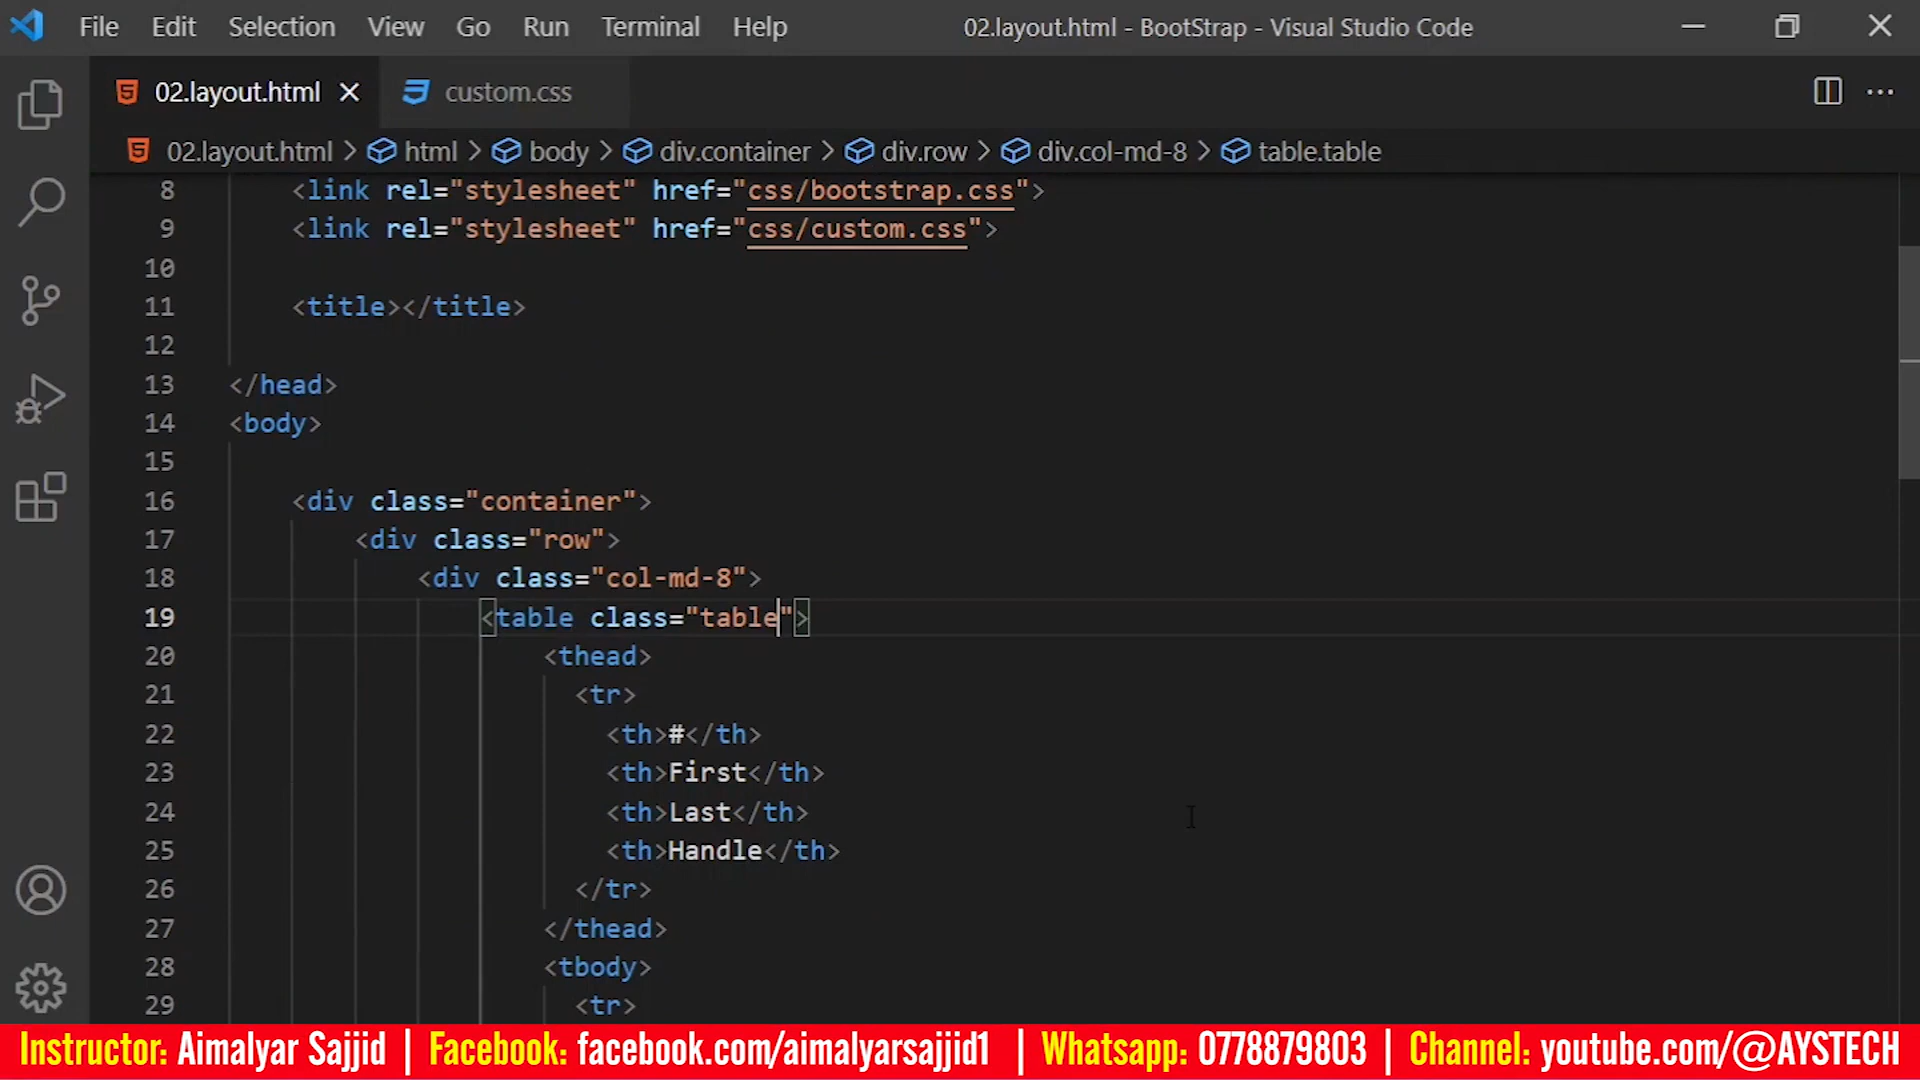 File Edit Selection View Go Run Terminal Help 02.layout.html - BootStrap - Visual Studio Code
02.layout.html custom.css
02.layout.html > html > body > div.container > div.row > div.col-md-8 > table.table
8 <link rel="stylesheet" href="css/bootstrap.css">
9 <link rel="stylesheet" href="css/custom.css">
10
11 <title></title>
12
13 </head>
14 <body>
15
16 <div class="container">
17 <div class="row">
18 <div class="col-md-8">
19 <table class="table">
20 <thead>
21 <tr>
22 <th>#</th>
23 <th>First</th>
24 <th>Last</th>
25 <th>Handle</th>
26 </tr>
27 </thead>
28 <tbody>
29 <tr>
Instructor: Aimalyar Sajjid | Facebook: facebook.com/aimalyarsajjid1 | Whatsapp: 0778879803 | Channel: youtube.com/@AYSTECH